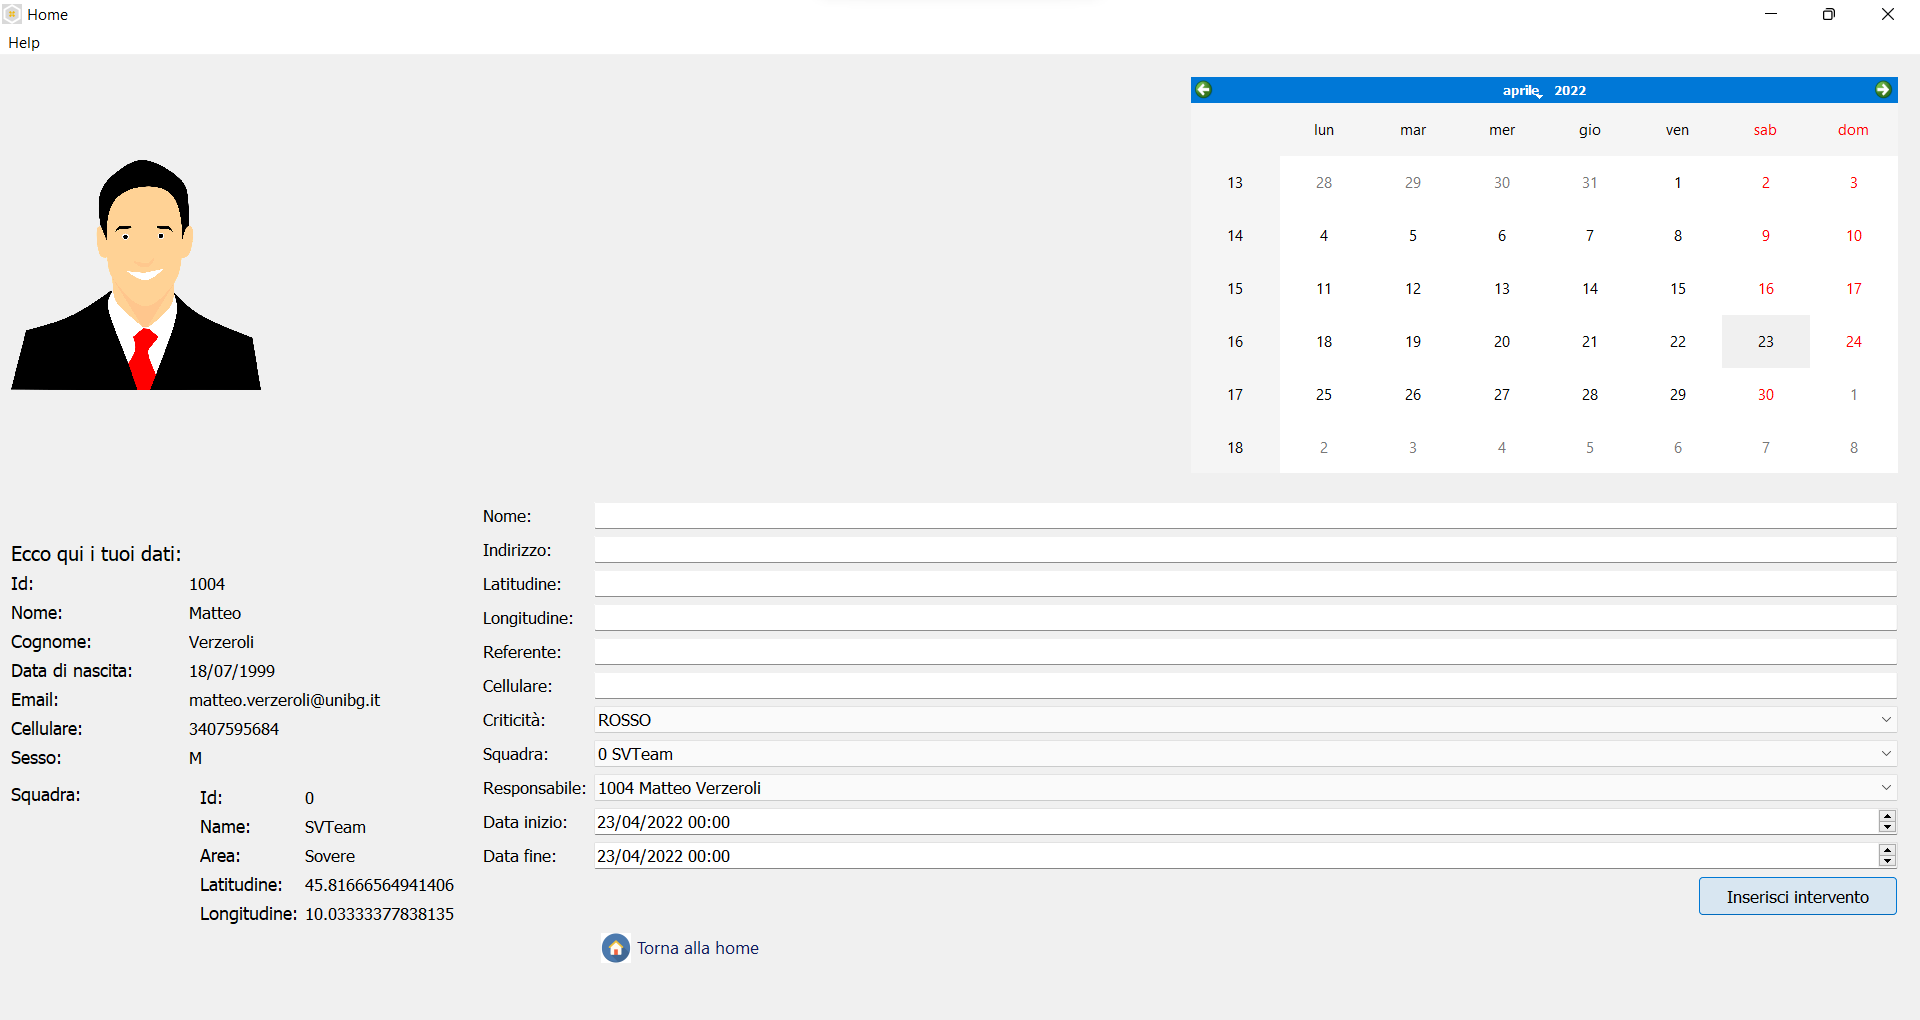 Home
Help
aprile 2022
lun mar mer gio ven sab dom
13 28 29 30 31 1 2 3
14 4 5 6 7 8 9 10
15 11 12 13 14 15 16 17
16 18 19 20 21 22 23 24
17 25 26 27 28 29 30 1
18 2 3 4 5 6 7 8
Ecco qui i tuoi dati:
Id: 1004
Nome: Matteo
Cognome: Verzeroli
Data di nascita: 18/07/1999
Email: matteo.verzeroli@unibg.it
Cellulare: 3407595684
Sesso: M
Squadra:
Id: 0
Name: SVTeam
Area: Sovere
Latitudine: 45.81666564941406
Longitudine: 10.03333377838135
Nome:
Indirizzo:
Latitudine:
Longitudine:
Referente:
Cellulare:
Criticità: ROSSO
Squadra: 0 SVTeam
Responsabile: 1004 Matteo Verzeroli
Data inizio: 23/04/2022 00:00
Data fine: 23/04/2022 00:00
Inserisci intervento
Torna alla home